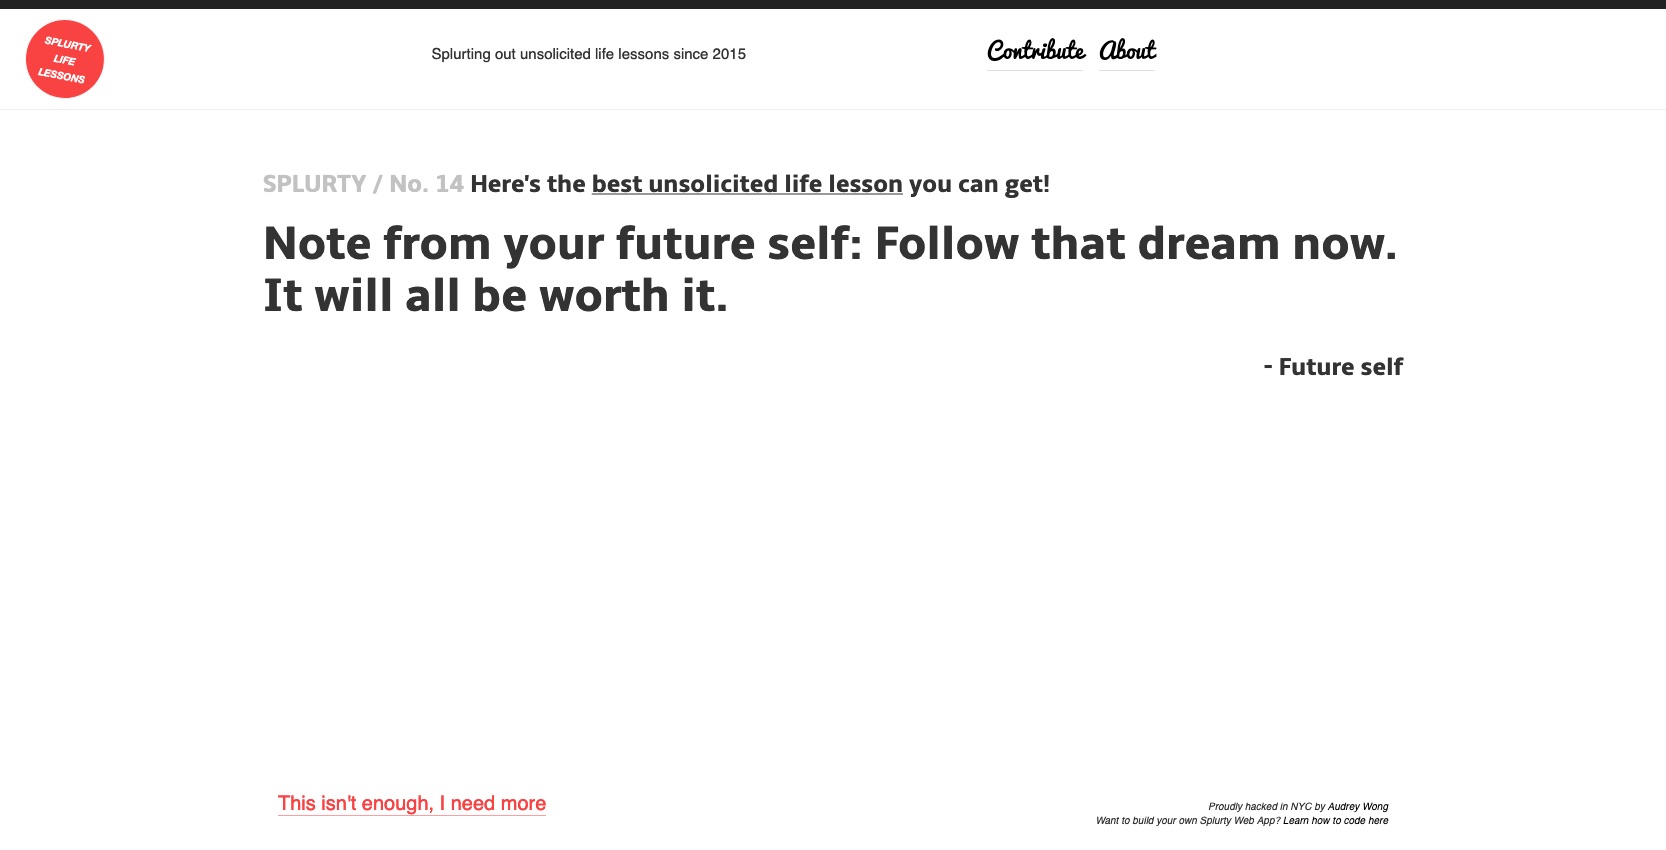 SPLURTY
LIFE
LESSONS
Splurting out unsolicited life lessons since 2015
Contribute About
SPLURTY / No. 14 Here's the best unsolicited life lesson you can get!
Note from your future self: Follow that dream now.
It will all be worth it.
- Future self
This isn't enough, I need more
Proudly hacked in NYC by Audrey Wong
Want to build your own Splurty Web App? Learn how to code here